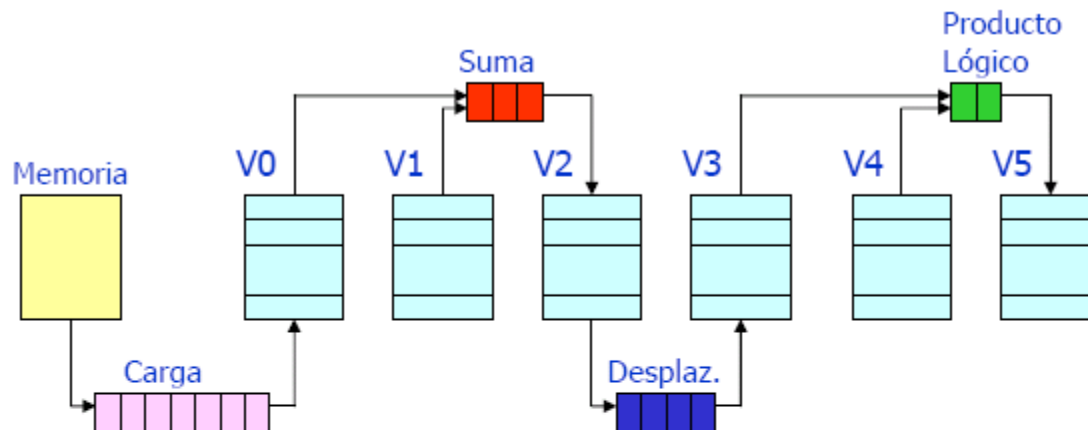 Producto
Lógico
Suma
V0
V1
V2
V3
V4
V5
Memoria
Carga
Desplaz.